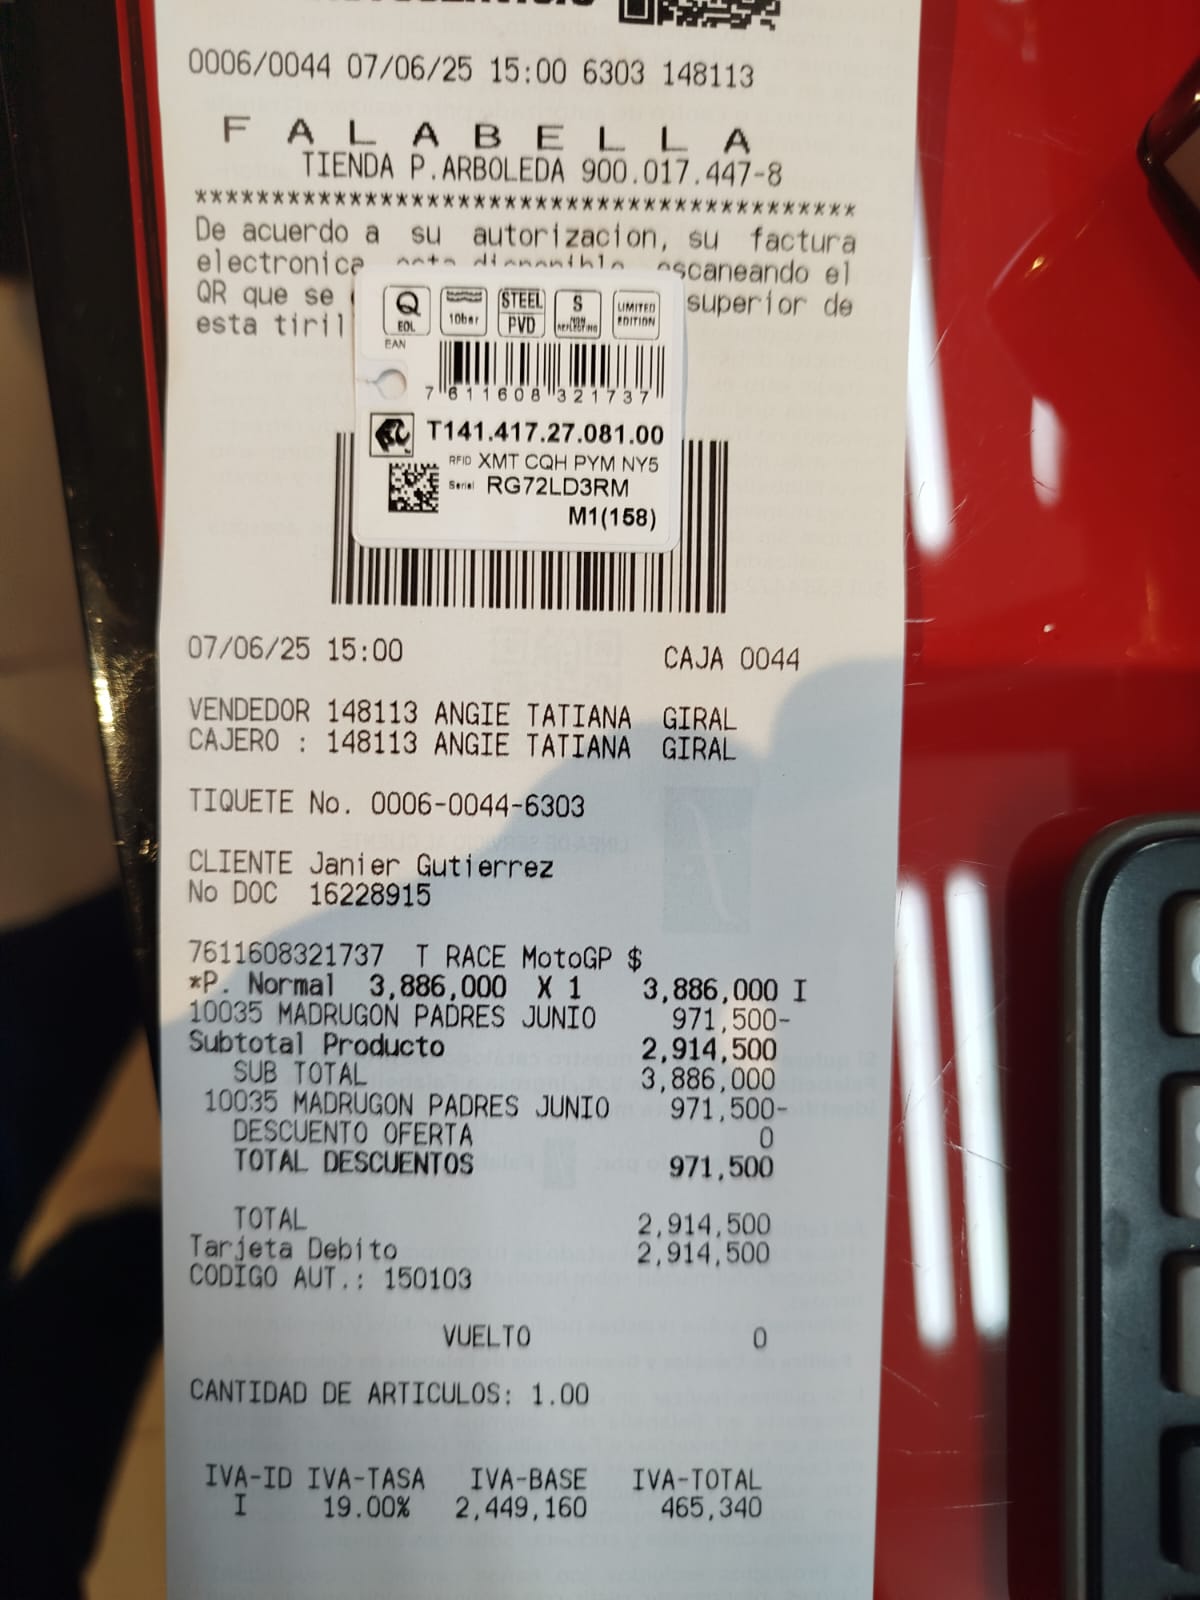 0006/0044 07/06/25 15:00 6303 148113
F A L A B E L L A
TIENDA P.ARBOLEDA 900.017.447-8
*******************************************
De acuerdo a su autorizacion, su factura
electronica esta disponible escaneando el
QR que se superior de
esta tiril
Q EOL
10bar
STEEL PVD
S NON REFLECTING
LIMITED EDITION
EAN
7 611608 321737
T141.417.27.081.00
RFID XMT CQH PYM NY5
Serial RG72LD3RM
M1(158)
07/06/25 15:00 CAJA 0044
VENDEDOR 148113 ANGIE TATIANA GIRAL
CAJERO : 148113 ANGIE TATIANA GIRAL
TIQUETE No. 0006-0044-6303
CLIENTE Janier Gutierrez
No DOC 16228915
7611608321737 T RACE MotoGP $
*P. Normal 3,886,000 X 1 3,886,000 I
10035 MADRUGON PADRES JUNIO 971,500-
Subtotal Producto 2,914,500
SUB TOTAL 3,886,000
10035 MADRUGON PADRES JUNIO 971,500-
DESCUENTO OFERTA 0
TOTAL DESCUENTOS 971,500
TOTAL 2,914,500
Tarjeta Debito 2,914,500
CODIGO AUT.: 150103
VUELTO 0
CANTIDAD DE ARTICULOS: 1.00
IVA-ID IVA-TASA IVA-BASE IVA-TOTAL
I 19.00% 2,449,160 465,340